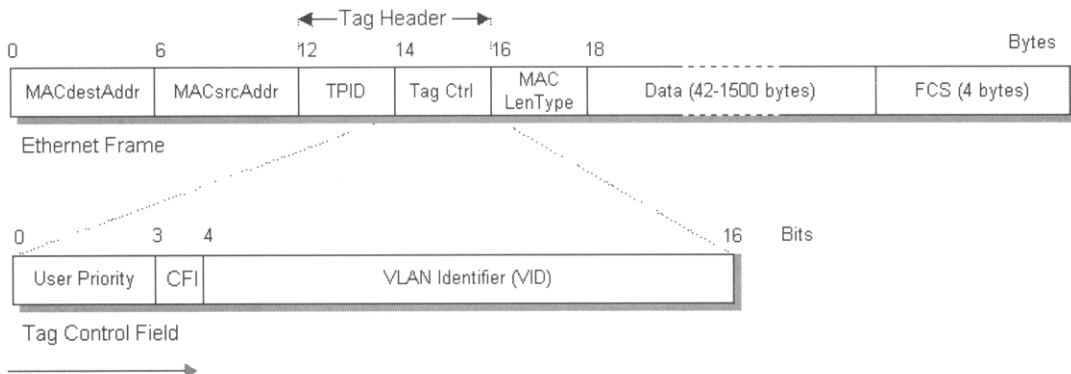 Tag Header
0 6 12 14 16 18 Bytes
MACdestAddr MACsrcAddr TPID Tag Ctrl MAC LenType Data (42-1500 bytes) FCS (4 bytes)
Ethernet Frame
0 3 4 16 Bits
User Priority CFI VLAN Identifier (VID)
Tag Control Field